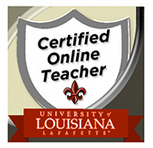 Certified
Online
Teacher
UNIVERSITY of
LOUISIANA
LAFAYETTE®